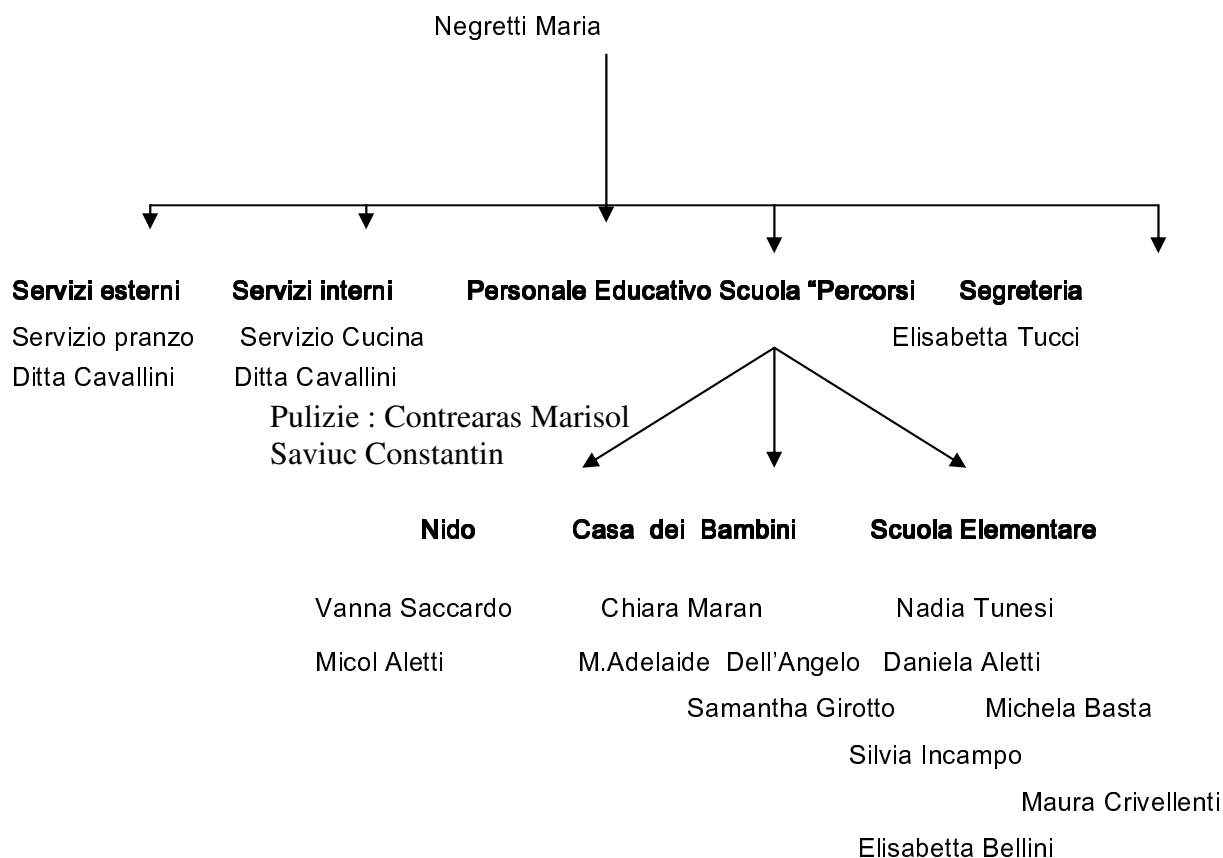 Negretti Maria
Servizi esterni Servizi interni Personale Educativo Scuola “Percorsi Segreteria
Servizio pranzo Servizio Cucina Elisabetta Tucci
Ditta Cavallini Ditta Cavallini
Pulizie : Contrearas Marisol
Saviuc Constantin
Nido Casa dei Bambini Scuola Elementare
Vanna Saccardo Chiara Maran Nadia Tunesi
Micol Aletti M.Adelaide Dell’Angelo Daniela Aletti
Samantha Girotto Michela Basta
Silvia Incampo
Maura Crivellenti
Elisabetta Bellini